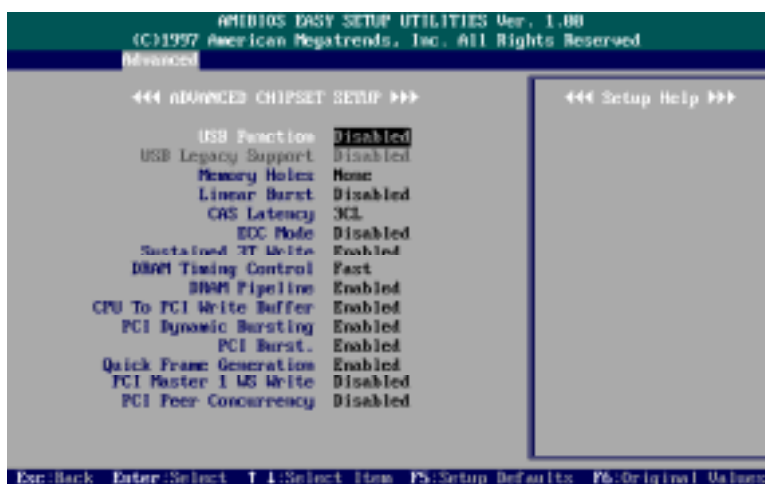 AMIBIOS EASY SETUP UTILITIES Ver. 1.00
(C)1997 American Megatrends, Inc. All Rights Reserved
Advanced
ADVANCED CHIPSET SETUP
Setup Help
USB Function Disabled
USB Legacy Support Disabled
Memory Holes None
Linear Burst Disabled
CAS Latency 3CL
ECC Mode Disabled
Sustained 3T Write Enabled
DRAM Timing Control Fast
DRAM Pipeline Enabled
CPU To PCI Write Buffer Enabled
PCI Dynamic Bursting Enabled
PCI Burst. Enabled
Quick Frame Generation Enabled
PCI Master 1 WS Write Disabled
PCI Peer Concurrency Disabled
Esc:Back Enter:Select ↑ ↓:Select Item F5:Setup Defaults F6:Original Values